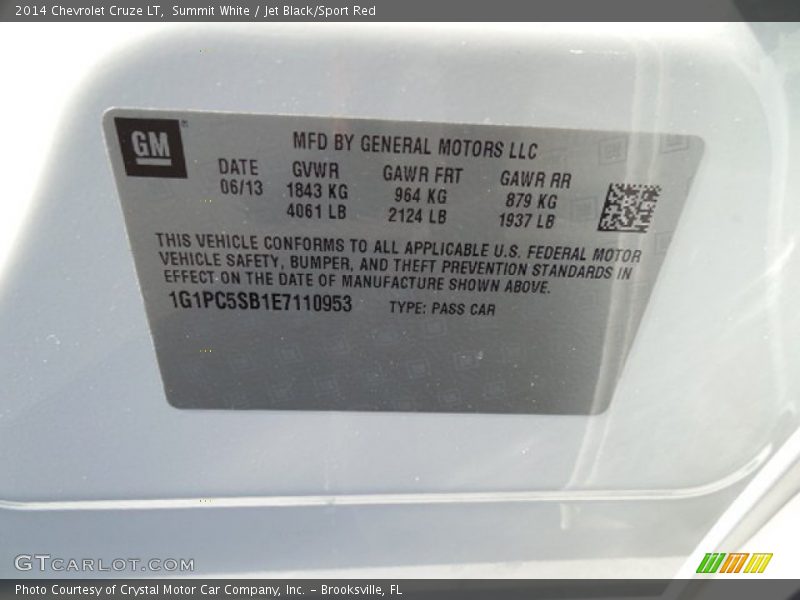 2014 Chevrolet Cruze LT,  Summit White / Jet Black/Sport Red
GM
MFD BY GENERAL MOTORS LLC
DATE GVWR GAWR FRT GAWR RR
06/13 1843 KG 964 KG 879 KG
4061 LB 2124 LB 1937 LB
THIS VEHICLE CONFORMS TO ALL APPLICABLE U.S. FEDERAL MOTOR
VEHICLE SAFETY, BUMPER, AND THEFT PREVENTION STANDARDS IN
EFFECT ON THE DATE OF MANUFACTURE SHOWN ABOVE.
1G1PC5SB1E7110953 TYPE: PASS CAR
GTCARLOT.COM
Photo Courtesy of Crystal Motor Car Company, Inc. – Brooksville, FL